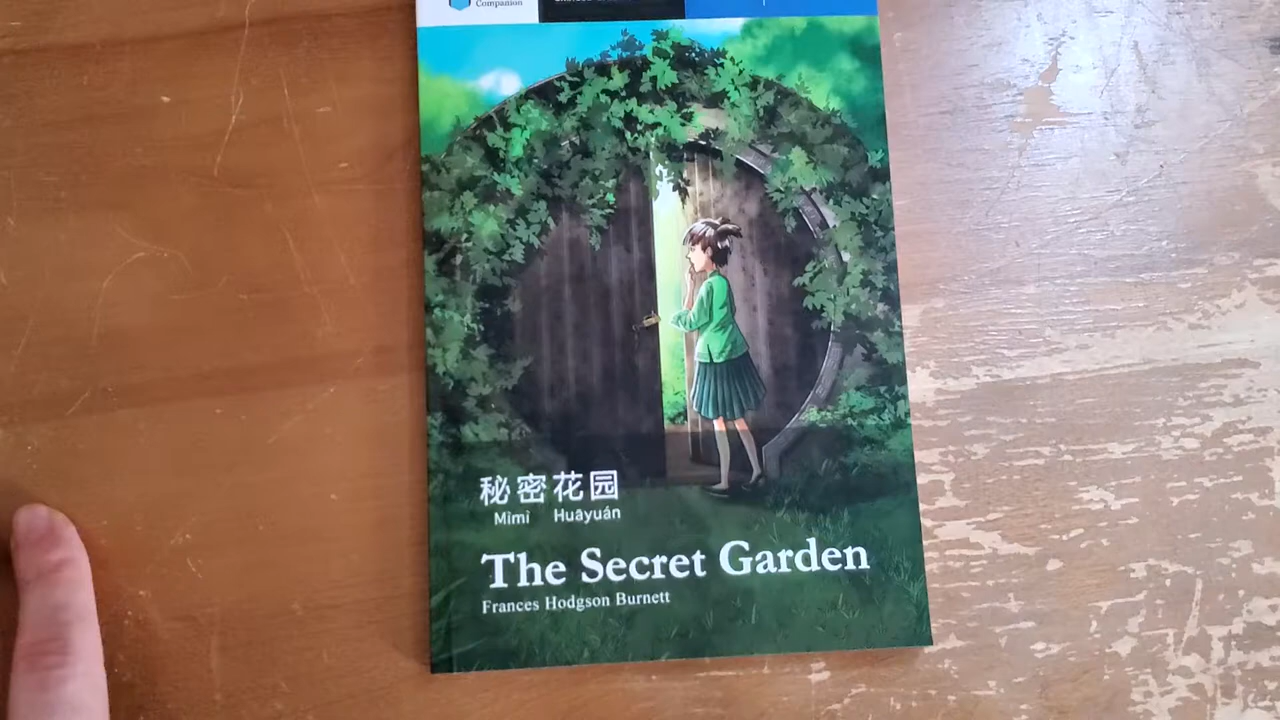 Companion
秘密花园
Mìmì Huāyuán
The Secret Garden
Frances Hodgson Burnett